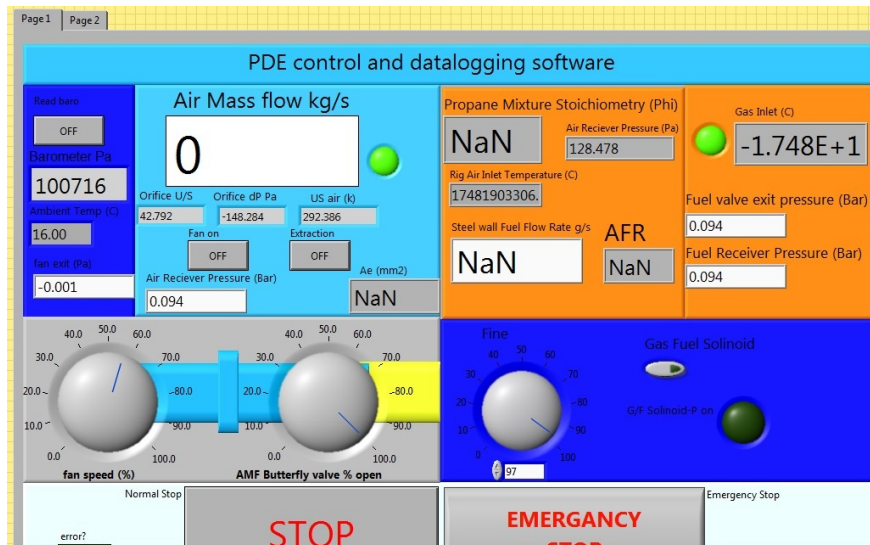 Page 1 Page 2
PDE control and datalogging software
Read baro
OFF
Barometer Pa
100716
Ambient Temp (C)
16.00
fan exit (Pa)
-0.001
Air Mass flow kg/s
0
Orifice U/S Orifice dP Pa US air (k)
42.792 -148.284 292.386
Fan on Extraction
OFF OFF
Air Reciever Pressure (Bar) Ae (mm2)
0.094 NaN
Propane Mixture Stoichiometry (Phi)
NaN
Air Reciever Pressure (Pa)
128.478
Rig Air Inlet Temperature (C)
17481903306.
Steel wall Fuel Flow Rate g/s AFR
NaN NaN
Gas Inlet (C)
-1.748E+1
Fuel valve exit pressure (Bar)
0.094
Fuel Receiver Pressure (Bar)
0.094
0.0 10.0 20.0 30.0 40.0 50.0 60.0 70.0 80.0 90.0 100.0
fan speed (%)
0.0 10.0 20.0 30.0 40.0 50.0 60.0 70.0 80.0 90.0 100.0
AMF Butterfly valve % open
Fine
0 10 20 30 40 50 60 70 80 90 100
97
Gas Fuel Solinoid
G/F Solinoid-P on
Normal Stop
STOP
error?
EMERGANCY
STOP
Emergency Stop